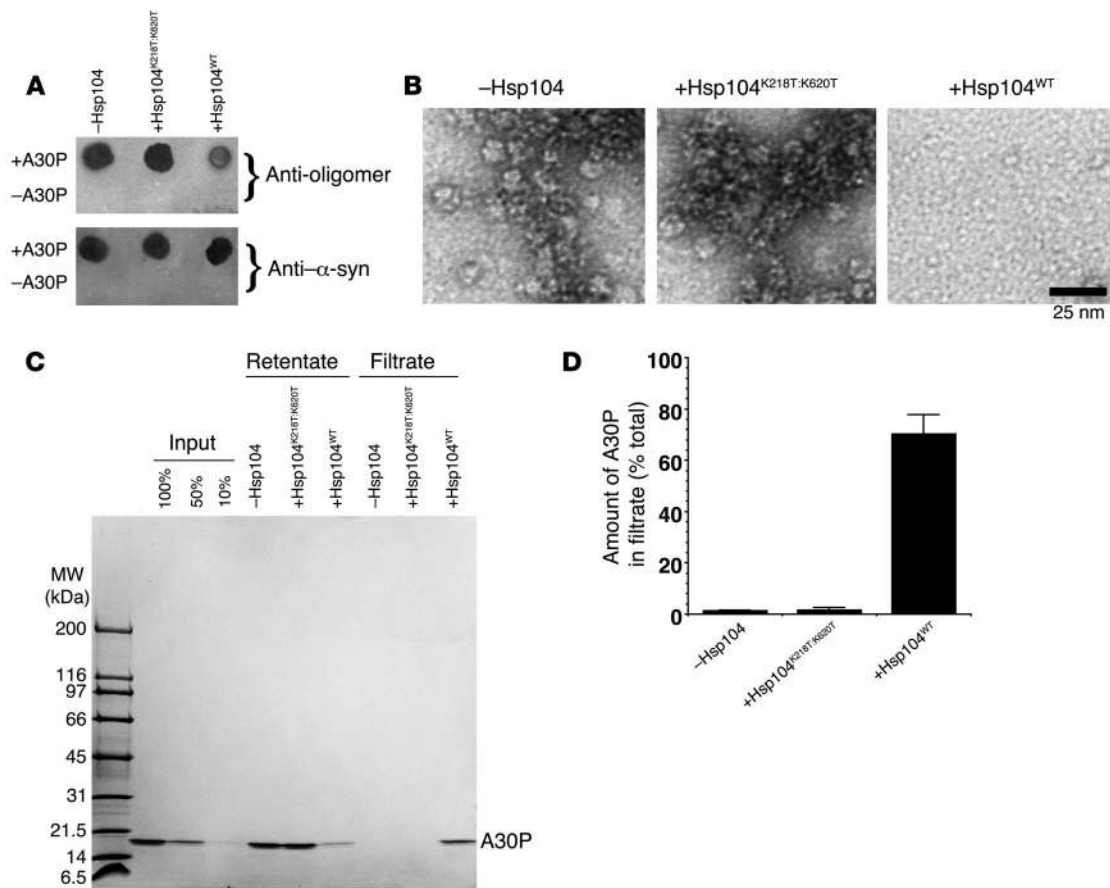 A
–Hsp104
+Hsp104K218T:K620T
+Hsp104WT
+A30P
–A30P
Anti-oligomer
+A30P
–A30P
Anti–α-syn
B
–Hsp104
+Hsp104K218T:K620T
+Hsp104WT
25 nm
C
Retentate
Filtrate
Input
100%
50%
10%
–Hsp104
+Hsp104K218T:K620T
+Hsp104WT
–Hsp104
+Hsp104K218T:K620T
+Hsp104WT
MW
(kDa)
200
116
97
66
45
31
21.5
14
6.5
A30P
D
Amount of A30P
in filtrate (% total)
100
80
60
40
20
0
–Hsp104
+Hsp104K218T:K620T
+Hsp104WT